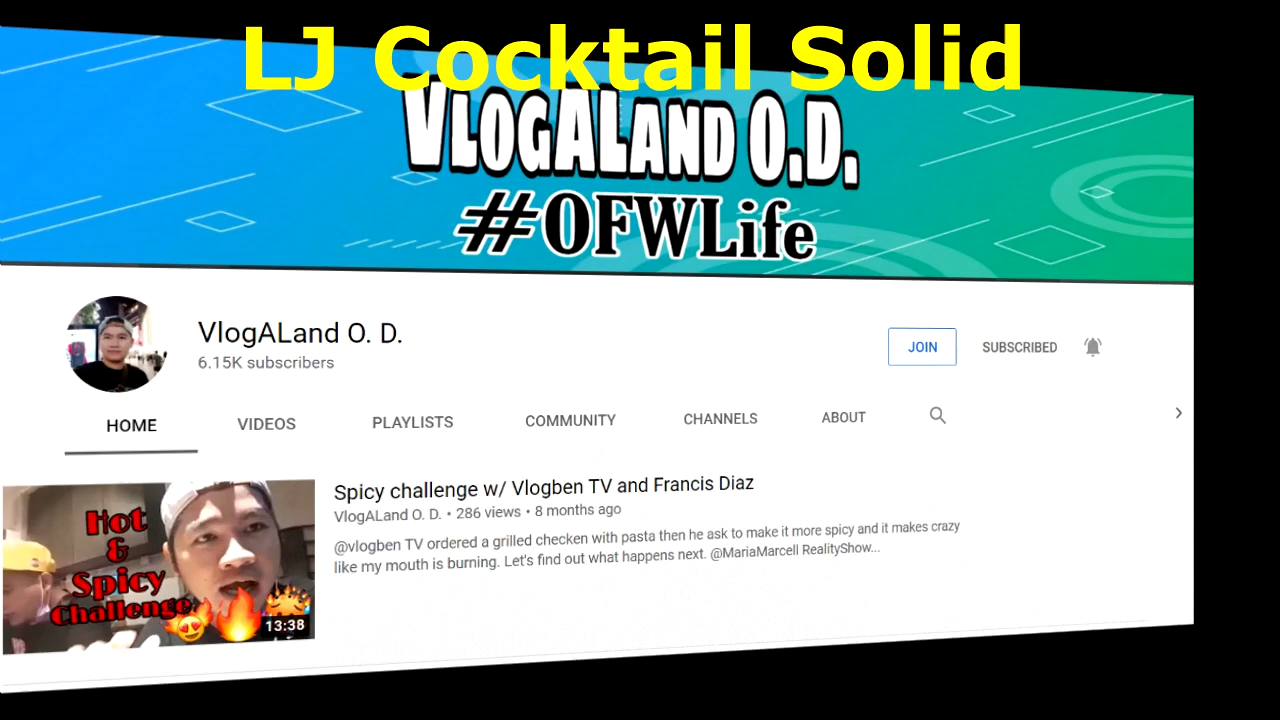 LJ Cocktail Solid
VLOGALAND O.D.
#OFWLife
VlogALand O. D.
6.15K subscribers
JOIN
SUBSCRIBED
HOME
VIDEOS
PLAYLISTS
COMMUNITY
CHANNELS
ABOUT
Hot
&
Spicy
Challenge
13:38
Spicy challenge w/ Vlogben TV and Francis Diaz
VlogALand O. D. • 286 views • 8 months ago
@vlogben TV ordered a grilled checken with pasta then he ask to make it more spicy and it makes crazy
like my mouth is burning. Let's find out what happens next. @MariaMarcell RealityShow...